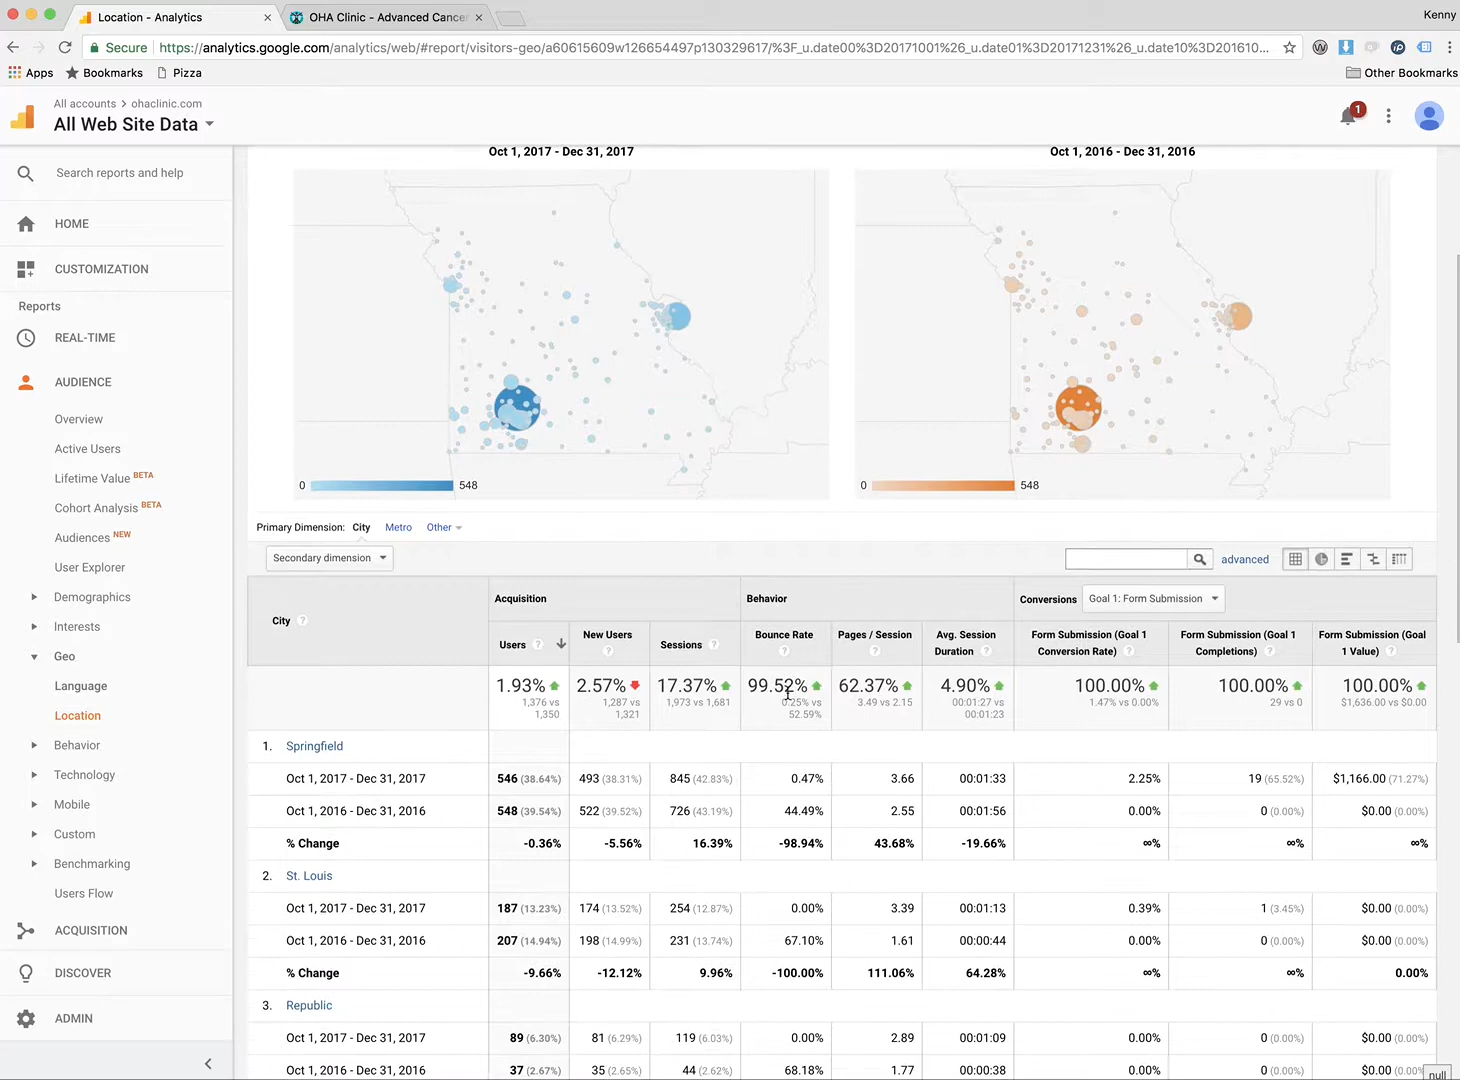 Location - Analytics
OHA Clinic - Advanced Cancer
Kenny
Secure https://analytics.google.com/analytics/web/#report/visitors-geo/a60615609w126654497p130329617/%3F_u.date00%3D20171001%26_u.date01%3D20171231%26_u.date10%3D201610...
Apps Bookmarks Pizza Other Bookmarks
All accounts > ohaclinic.com
All Web Site Data
1
Search reports and help
HOME
CUSTOMIZATION
Reports
REAL-TIME
AUDIENCE
Overview
Active Users
Lifetime Value BETA
Cohort Analysis BETA
Audiences NEW
User Explorer
Demographics
Interests
Geo
Language
Location
Behavior
Technology
Mobile
Custom
Benchmarking
Users Flow
ACQUISITION
DISCOVER
ADMIN
Oct 1, 2017 - Dec 31, 2017 Oct 1, 2016 - Dec 31, 2016
0 548 0 548
Primary Dimension: City Metro Other
Secondary dimension advanced
City ? Acquisition Behavior Conversions Goal 1: Form Submission
Users ? New Users ? Sessions ? Bounce Rate ? Pages / Session ? Avg. Session Duration ? Form Submission (Goal 1 Conversion Rate) ? Form Submission (Goal 1 Completions) ? Form Submission (Goal 1 Value) ?
1.93% 2.57% 17.37% 99.52% 62.37% 4.90% 100.00% 100.00% 100.00%
1,376 vs 1,350 1,287 vs 1,321 1,973 vs 1,681 0.25% vs 52.59% 3.49 vs 2.15 00:01:27 vs 00:01:23 1.47% vs 0.00% 29 vs 0 $1,636.00 vs $0.00
1. Springfield
Oct 1, 2017 - Dec 31, 2017 546 (38.64%) 493 (38.31%) 845 (42.83%) 0.47% 3.66 00:01:33 2.25% 19 (65.52%) $1,166.00 (71.27%)
Oct 1, 2016 - Dec 31, 2016 548 (39.54%) 522 (39.52%) 726 (43.19%) 44.49% 2.55 00:01:56 0.00% 0 (0.00%) $0.00 (0.00%)
% Change -0.36% -5.56% 16.39% -98.94% 43.68% -19.66% ∞% ∞% ∞%
2. St. Louis
Oct 1, 2017 - Dec 31, 2017 187 (13.23%) 174 (13.52%) 254 (12.87%) 0.00% 3.39 00:01:13 0.39% 1 (3.45%) $0.00 (0.00%)
Oct 1, 2016 - Dec 31, 2016 207 (14.94%) 198 (14.99%) 231 (13.74%) 67.10% 1.61 00:00:44 0.00% 0 (0.00%) $0.00 (0.00%)
% Change -9.66% -12.12% 9.96% -100.00% 111.06% 64.28% ∞% ∞% 0.00%
3. Republic
Oct 1, 2017 - Dec 31, 2017 89 (6.30%) 81 (6.29%) 119 (6.03%) 0.00% 2.89 00:01:09 0.00% 0 (0.00%) $0.00 (0.00%)
Oct 1, 2016 - Dec 31, 2016 37 (2.67%) 35 (2.65%) 44 (2.62%) 68.18% 1.77 00:00:38 0.00% 0 (0.00%) $0.00 (0.00%
null